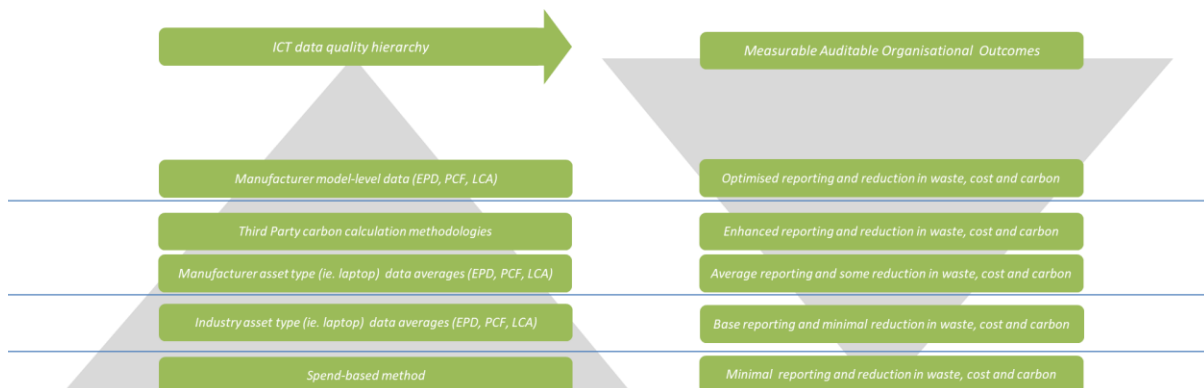 ICT data quality hierarchy
Measurable Auditable Organisational Outcomes
Manufacturer model-level data (EPD, PCF, LCA)
Optimised reporting and reduction in waste, cost and carbon
Third Party carbon calculation methodologies
Enhanced reporting and reduction in waste, cost and carbon
Manufacturer asset type (ie. laptop) data averages (EPD, PCF, LCA)
Average reporting and some reduction in waste, cost and carbon
Industry asset type (ie. laptop) data averages (EPD, PCF, LCA)
Base reporting and minimal reduction in waste, cost and carbon
Spend-based method
Minimal reporting and reduction in waste, cost and carbon